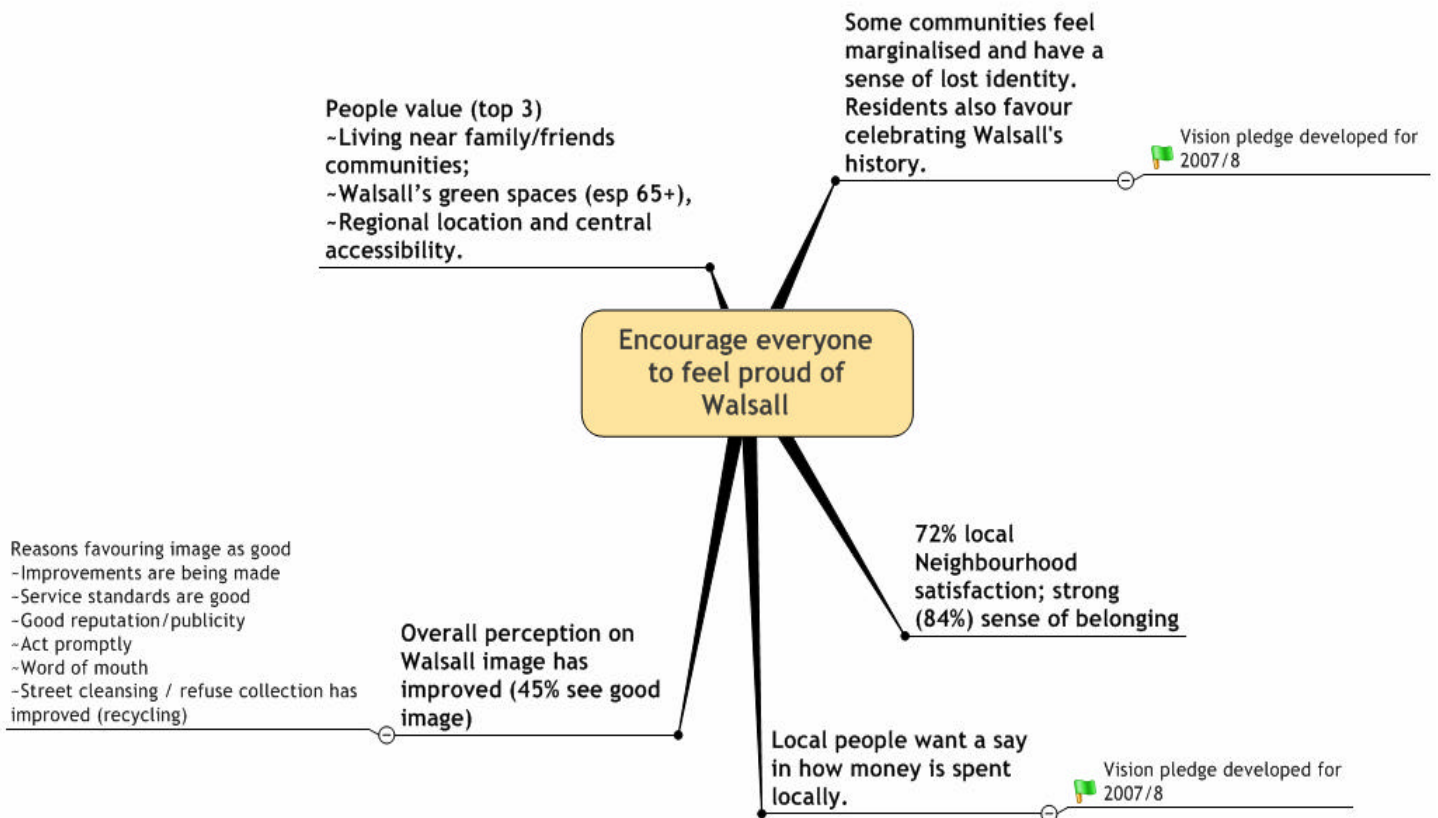 Some communities feel
marginalised and have a
sense of lost identity.
Residents also favour
celebrating Walsall's
history.
Vision pledge developed for
2007/8
People value (top 3)
~Living near family/friends
communities;
~Walsall’s green spaces (esp 65+),
~Regional location and central
accessibility.
Encourage everyone
to feel proud of
Walsall
72% local
Neighbourhood
satisfaction; strong
(84%) sense of belonging
Reasons favouring image as good
~Improvements are being made
~Service standards are good
~Good reputation/publicity
~Act promptly
~Word of mouth
~Street cleansing / refuse collection has
improved (recycling)
Overall perception on
Walsall image has
improved (45% see good
image)
Local people want a say
in how money is spent
locally.
Vision pledge developed for
2007/8